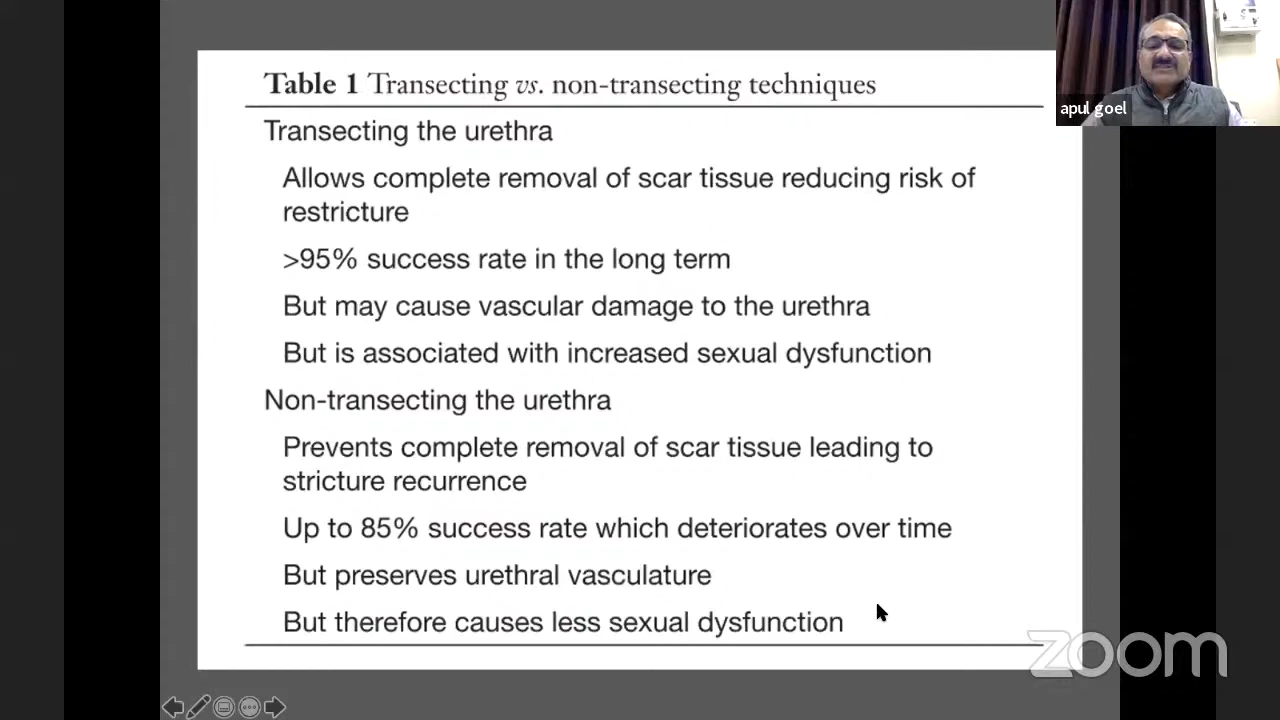 Table 1 Transecting vs. non-transecting techniques
Transecting the urethra
Allows complete removal of scar tissue reducing risk of
restricture
>95% success rate in the long term
But may cause vascular damage to the urethra
But is associated with increased sexual dysfunction
Non-transecting the urethra
Prevents complete removal of scar tissue leading to
stricture recurrence
Up to 85% success rate which deteriorates over time
But preserves urethral vasculature
But therefore causes less sexual dysfunction
apul goel
zoom